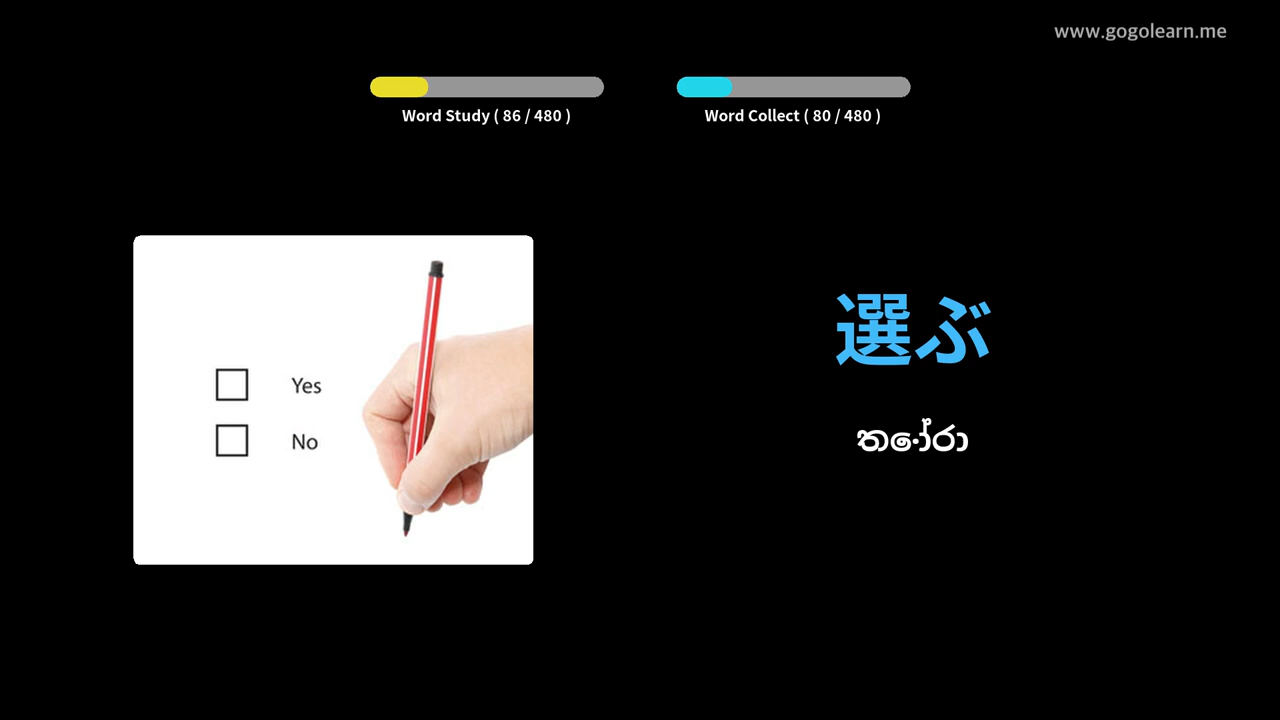 www.gogolearn.me
Word Study ( 86 / 480 )
Word Collect ( 80 / 480 )
Yes
No
選ぶ
තෝරා